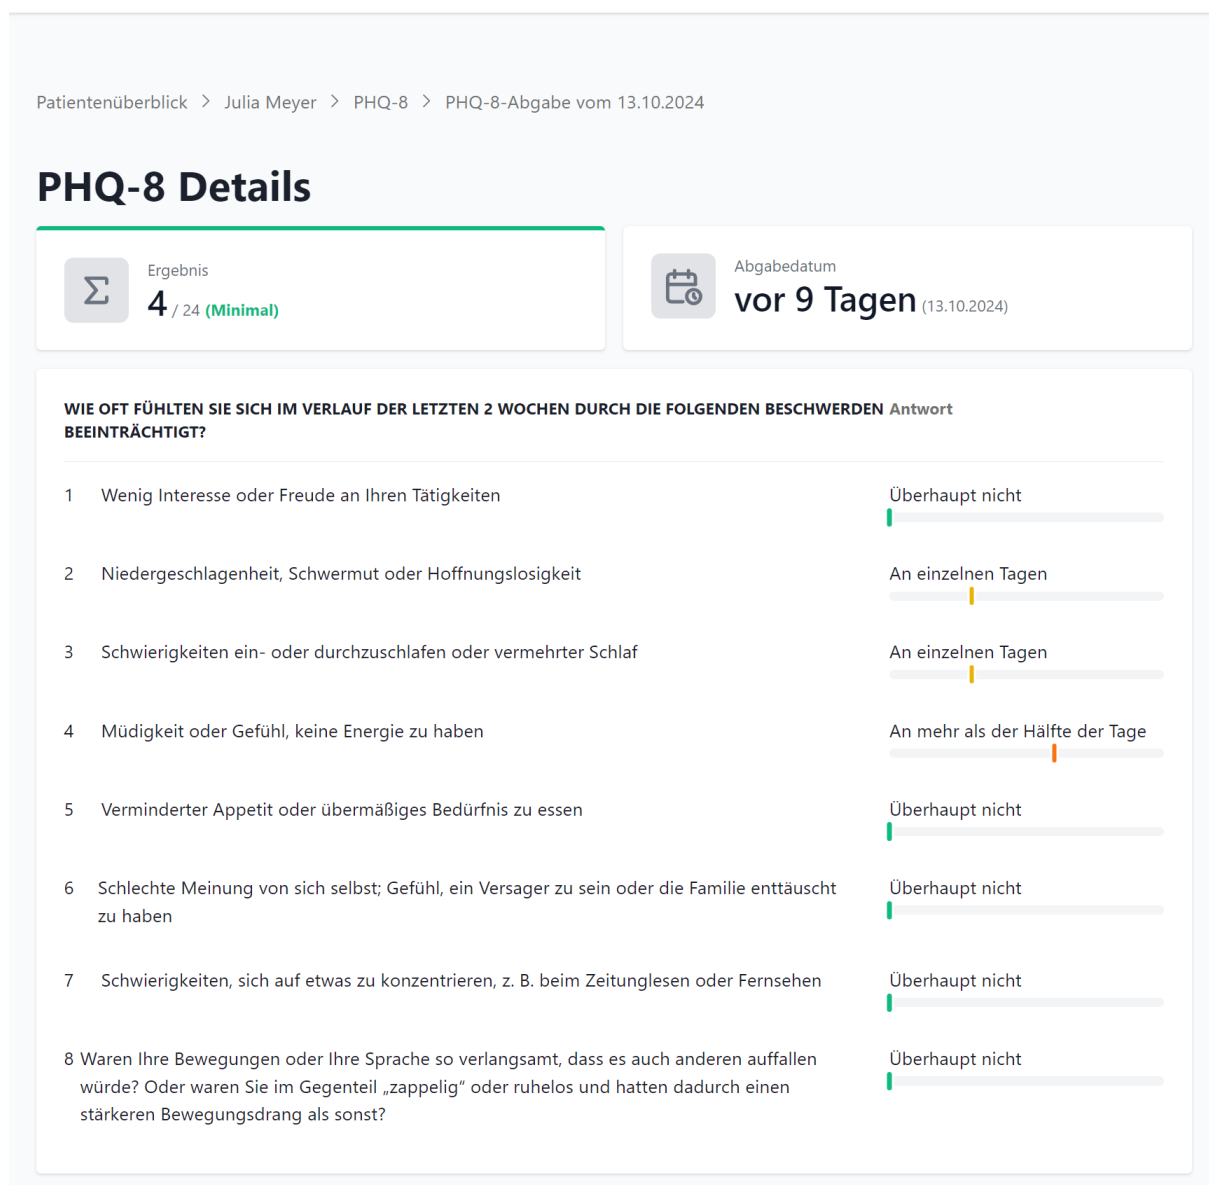 Patientenüberblick > Julia Meyer > PHQ-8 > PHQ-8-Abgabe vom 13.10.2024
PHQ-8 Details
Ergebnis
4 / 24 (Minimal)
Abgabedatum
vor 9 Tagen (13.10.2024)
WIE OFT FÜHLTEN SIE SICH IM VERLAUF DER LETZTEN 2 WOCHEN DURCH DIE FOLGENDEN BESCHWERDEN Antwort
BEEINTRÄCHTIGT?
1 Wenig Interesse oder Freude an Ihren Tätigkeiten Überhaupt nicht
2 Niedergeschlagenheit, Schwermut oder Hoffnungslosigkeit An einzelnen Tagen
3 Schwierigkeiten ein- oder durchzuschlafen oder vermehrter Schlaf An einzelnen Tagen
4 Müdigkeit oder Gefühl, keine Energie zu haben An mehr als der Hälfte der Tage
5 Verminderter Appetit oder übermäßiges Bedürfnis zu essen Überhaupt nicht
6 Schlechte Meinung von sich selbst; Gefühl, ein Versager zu sein oder die Familie enttäuscht Überhaupt nicht
zu haben
7 Schwierigkeiten, sich auf etwas zu konzentrieren, z. B. beim Zeitunglesen oder Fernsehen Überhaupt nicht
8 Waren Ihre Bewegungen oder Ihre Sprache so verlangsamt, dass es auch anderen auffallen Überhaupt nicht
würde? Oder waren Sie im Gegenteil „zappelig“ oder ruhelos und hatten dadurch einen
stärkeren Bewegungsdrang als sonst?